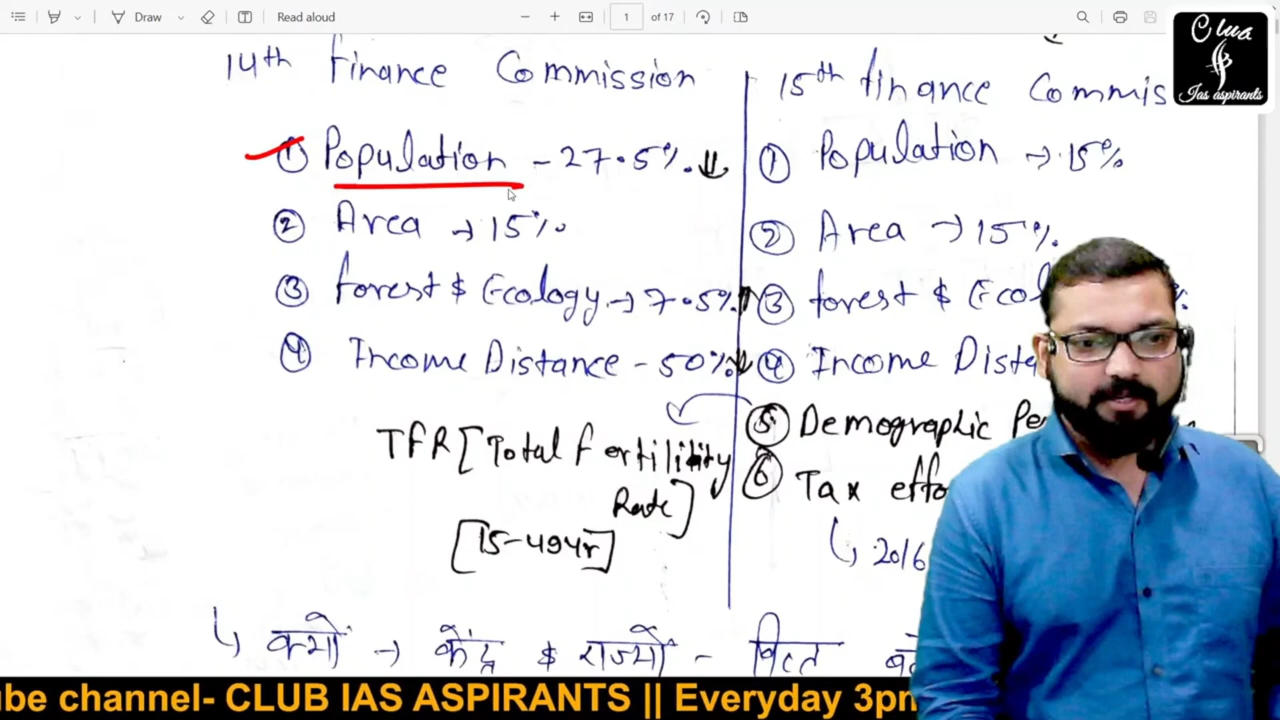 Draw
Read aloud
1 of 17
Club
Ias aspirants
14th Finance Commission
① Population - 27.5%. ↓
② Area → 15%
③ Forest $ Ecology → 7.5% ↑
④ Income Distance - 50% ↓
TFR [Total Fertility
Rate]
[15-49yr]
15th Finance Commis
① Population → 15%
② Area → 15%.
③ Forest $ Ecol %
④ Income Dista
⑤ Demographic Pe
⑥ Tax effo
↳ 2016
↳ क्यों → केंद्र $ राज्यों - वित्त
ube channel- CLUB IAS ASPIRANTS || Everyday 3pm